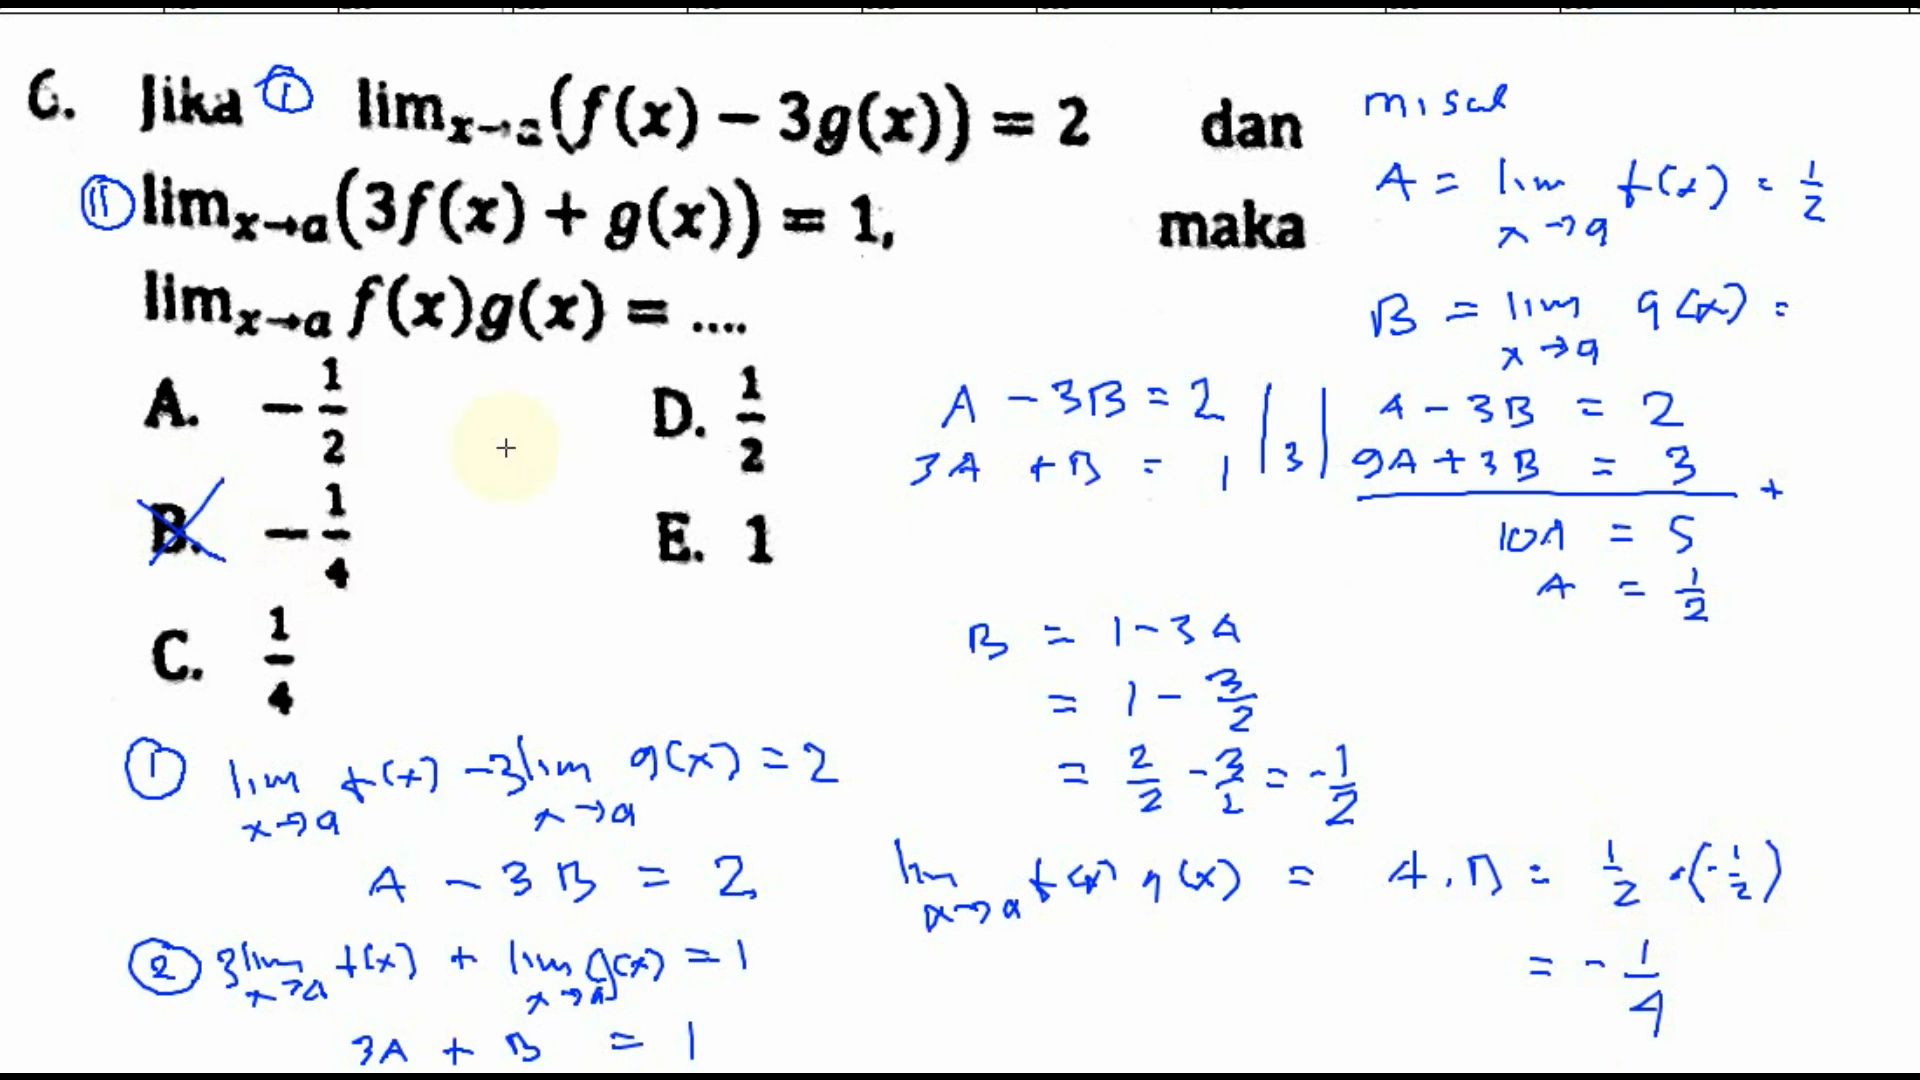 6. Jika ① lim_{x→a}(f(x) − 3g(x)) = 2 dan
⑪ lim_{x→a}(3f(x) + g(x)) = 1, maka
lim_{x→a} f(x)g(x) = ....
A. −1/2
B. −1/4
C. 1/4
D. 1/2
E. 1
① lim_{x→a} f(x) − 3 lim_{x→a} g(x) = 2
A − 3B = 2
② 3 lim_{x→a} f(x) + lim_{x→a} g(x) = 1
3A + B = 1
misal
A = lim_{x→a} f(x) = 1/2
B = lim_{x→a} g(x) =
A − 3B = 2 | | A − 3B = 2
3A + B = 1 | 3 | 9A + 3B = 3 +
10A = 5
A = 1/2
B = 1 − 3A
= 1 − 3/2
= 2/2 − 3/2 = −1/2
lim_{x→a} f(x) g(x) = A . B = 1/2 . (−1/2)
= −1/4